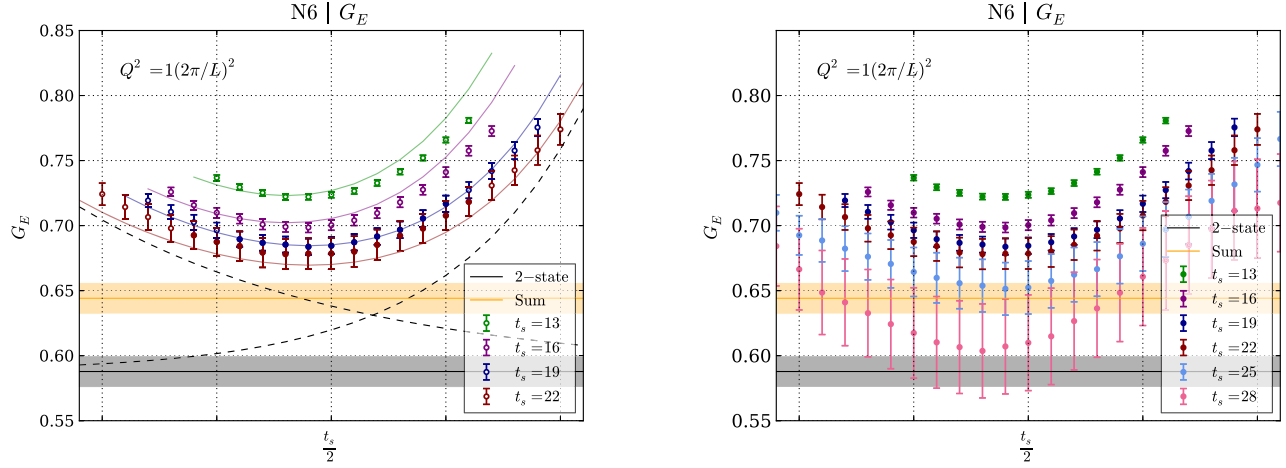 N6 | G_E
0.85
0.80
0.75
0.70
0.65
0.60
0.55
G_E
Q^2 =1(2π/L)^2
2−state
Sum
t_s =13
t_s =16
t_s =19
t_s =22
t_s/2
N6 | G_E
0.80
0.75
0.70
0.65
0.60
0.55
G_E
Q^2 =1(2π/L)^2
2−state
Sum
t_s =13
t_s =16
t_s =19
t_s =22
t_s =25
t_s =28
t_s/2